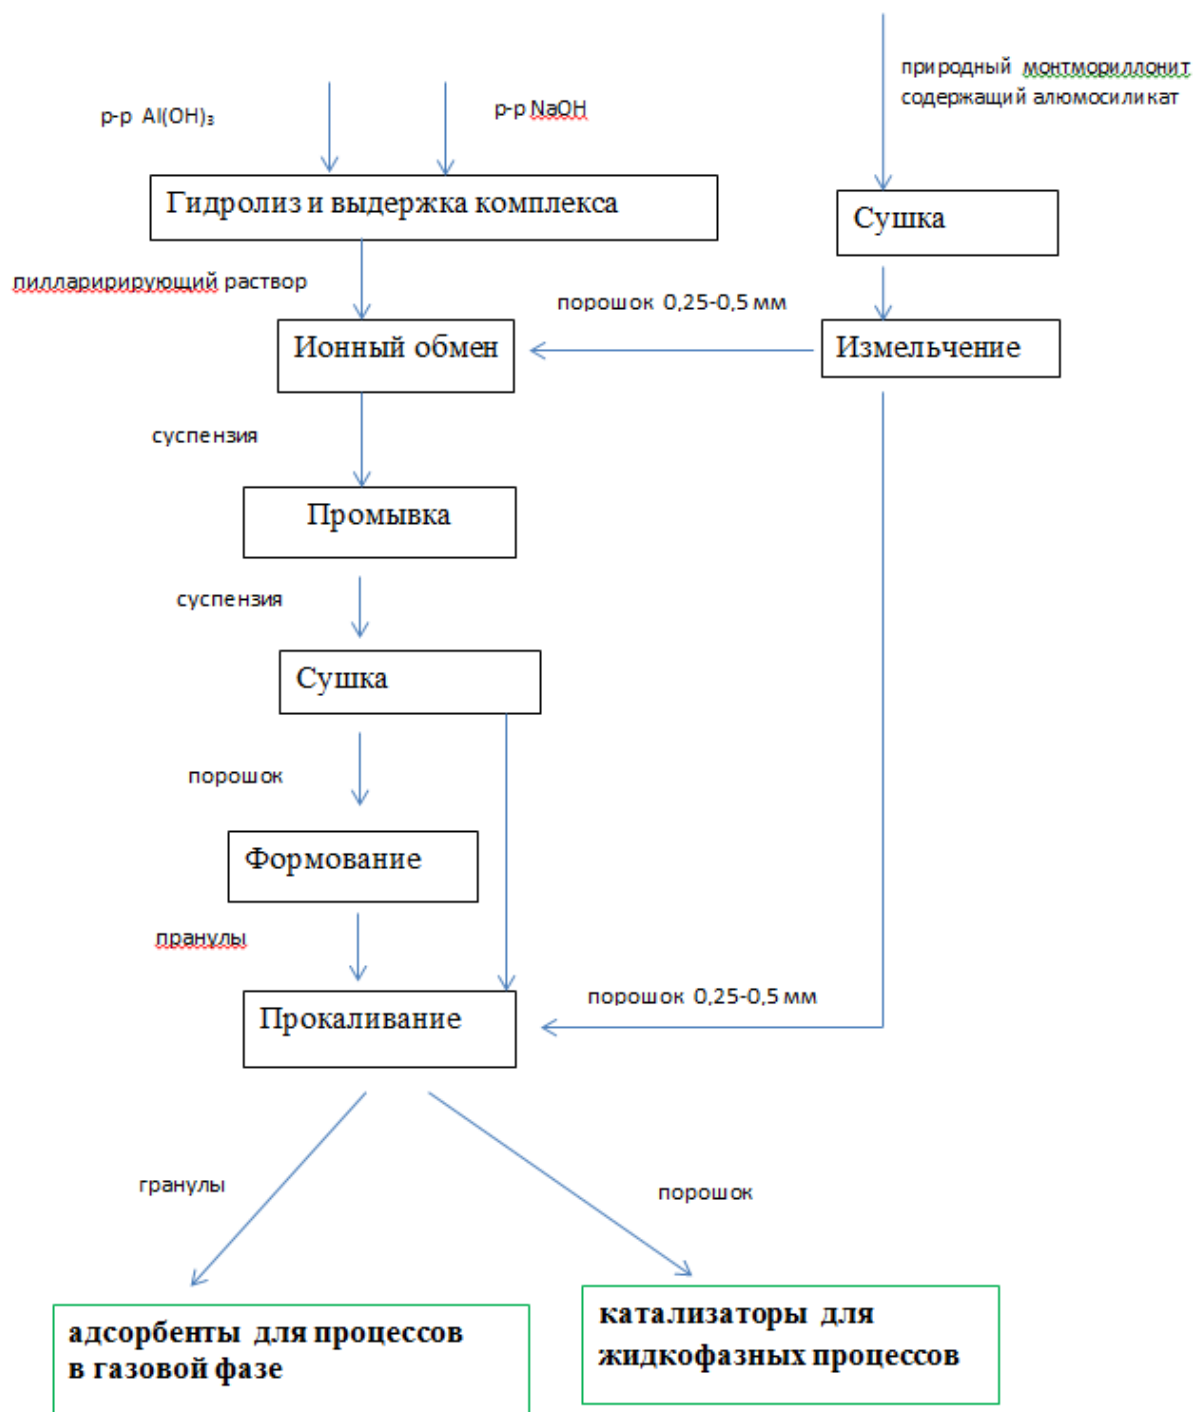 природный монтмориллонит
содержащий алюмосиликат
р-р Al(OH)₃
р-р NaOH
Гидролиз и выдержка комплекса
Сушка
пилларирирующий раствор
порошок 0,25-0,5 мм
Ионный обмен
Измельчение
суспензия
Промывка
суспензия
Сушка
порошок
Формование
пранулы
порошок 0,25-0,5 мм
Прокаливание
гранулы
порошок
адсорбенты для процессов
в газовой фазе
катализаторы для
жидкофазных процессов